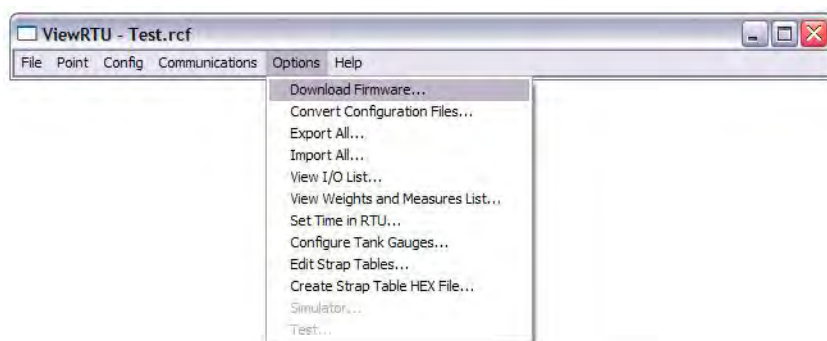 ViewRTU - Test.rcf
File Point Config Communications Options Help
Download Firmware...
Convert Configuration Files...
Export All...
Import All...
View I/O List...
View Weights and Measures List...
Set Time in RTU...
Configure Tank Gauges...
Edit Strap Tables...
Create Strap Table HEX File...
Simulator...
Test...